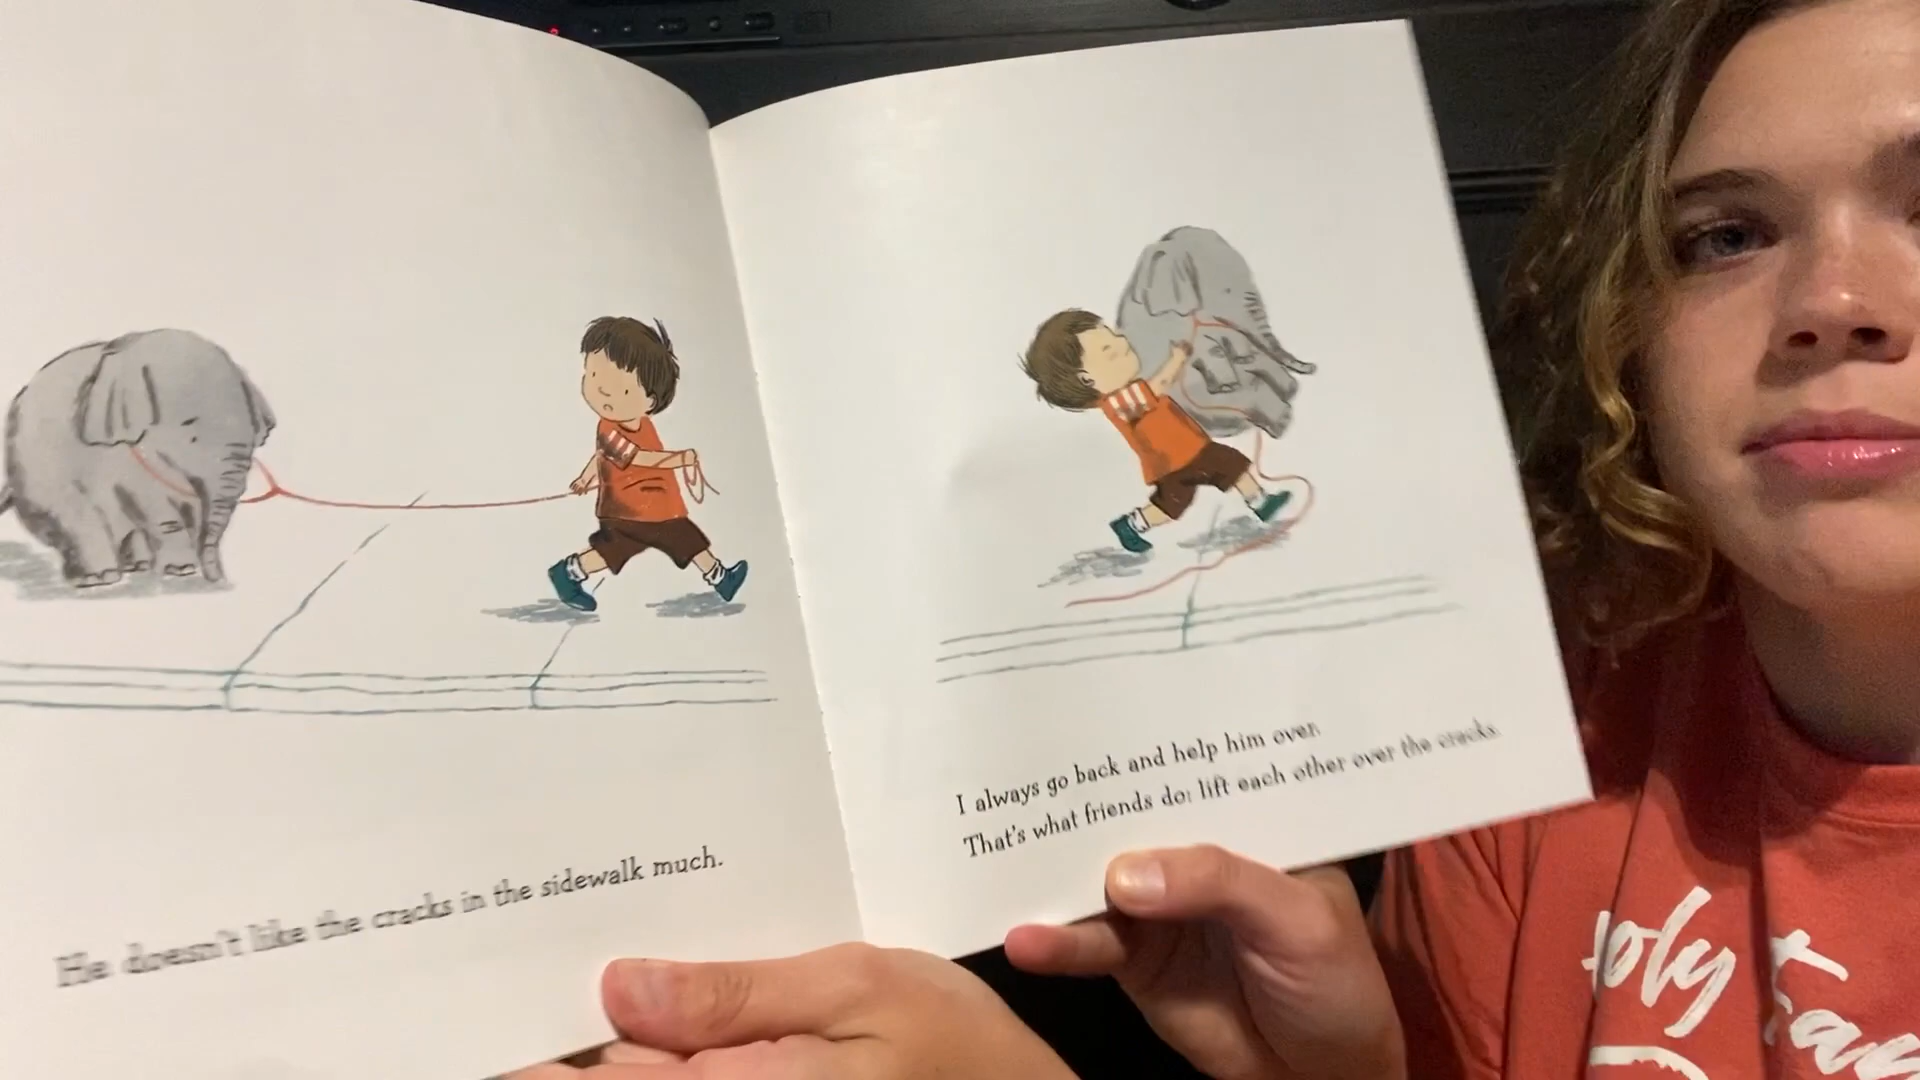 He doesn't like the cracks in the sidewalk much.
I always go back and help him over.
That's what friends do: lift each other over the cracks.